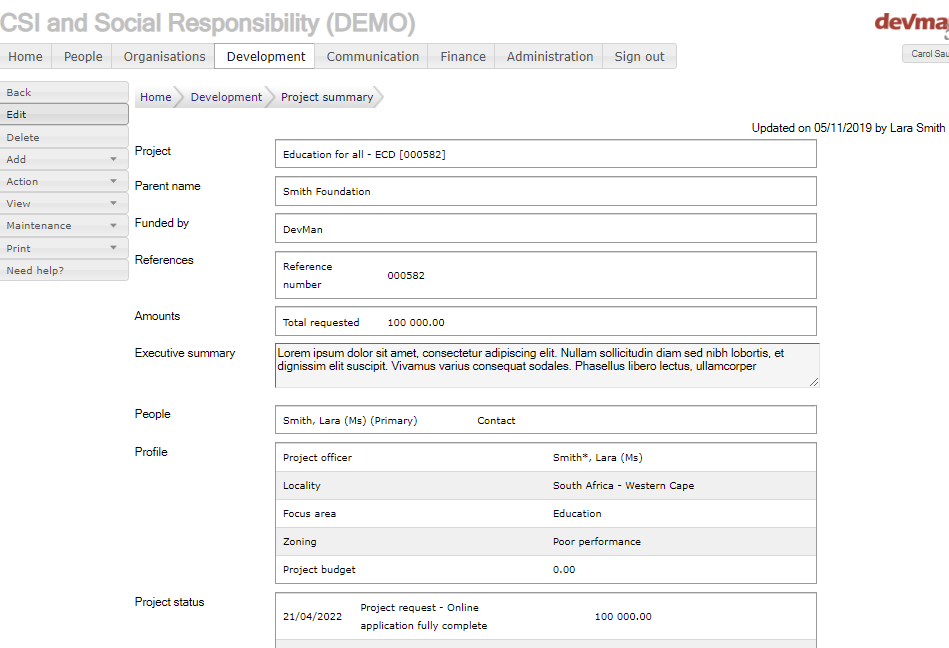 CSI and Social Responsibility (DEMO)
Home People Organisations Development Communication Finance Administration Sign out
Back
Edit
Delete
Add
Action
View
Maintenance
Print
Need help?
Home Development Project summary
Updated on 05/11/2019 by Lara Smith
Project
Education for all - ECD [000582]
Parent name
Smith Foundation
Funded by
DevMan
References
Reference
number
000582
Amounts
Total requested 100 000.00
Executive summary
Lorem ipsum dolor sit amet, consectetur adipiscing elit. Nullam sollicitudin diam sed nibh lobortis, et
dignissim elit suscipit. Vivamus varius consequat sodales. Phasellus libero lectus, ullamcorper
People
Smith, Lara (Ms) (Primary) Contact
Profile
Project officer Smith*, Lara (Ms)
Locality South Africa - Western Cape
Focus area Education
Zoning Poor performance
Project budget 0.00
Project status
21/04/2022
Project request - Online
application fully complete
100 000.00
Carol